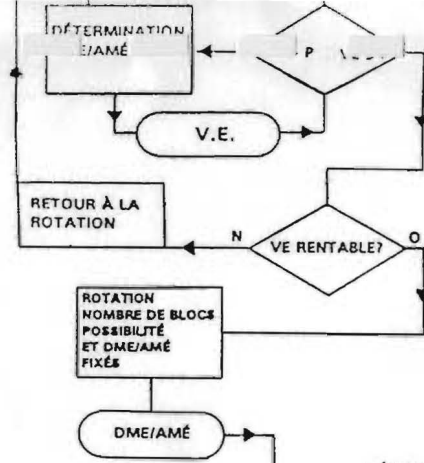 DÉTERMINATION
E/AMÉ
P
V.E.
RETOUR À LA
ROTATION
N
VE RENTABLE?
O
ROTATION
NOMBRE DE BLOCS
POSSIBILITÉ
ET DME/AMÉ
FIXÉS
DME/AMÉ